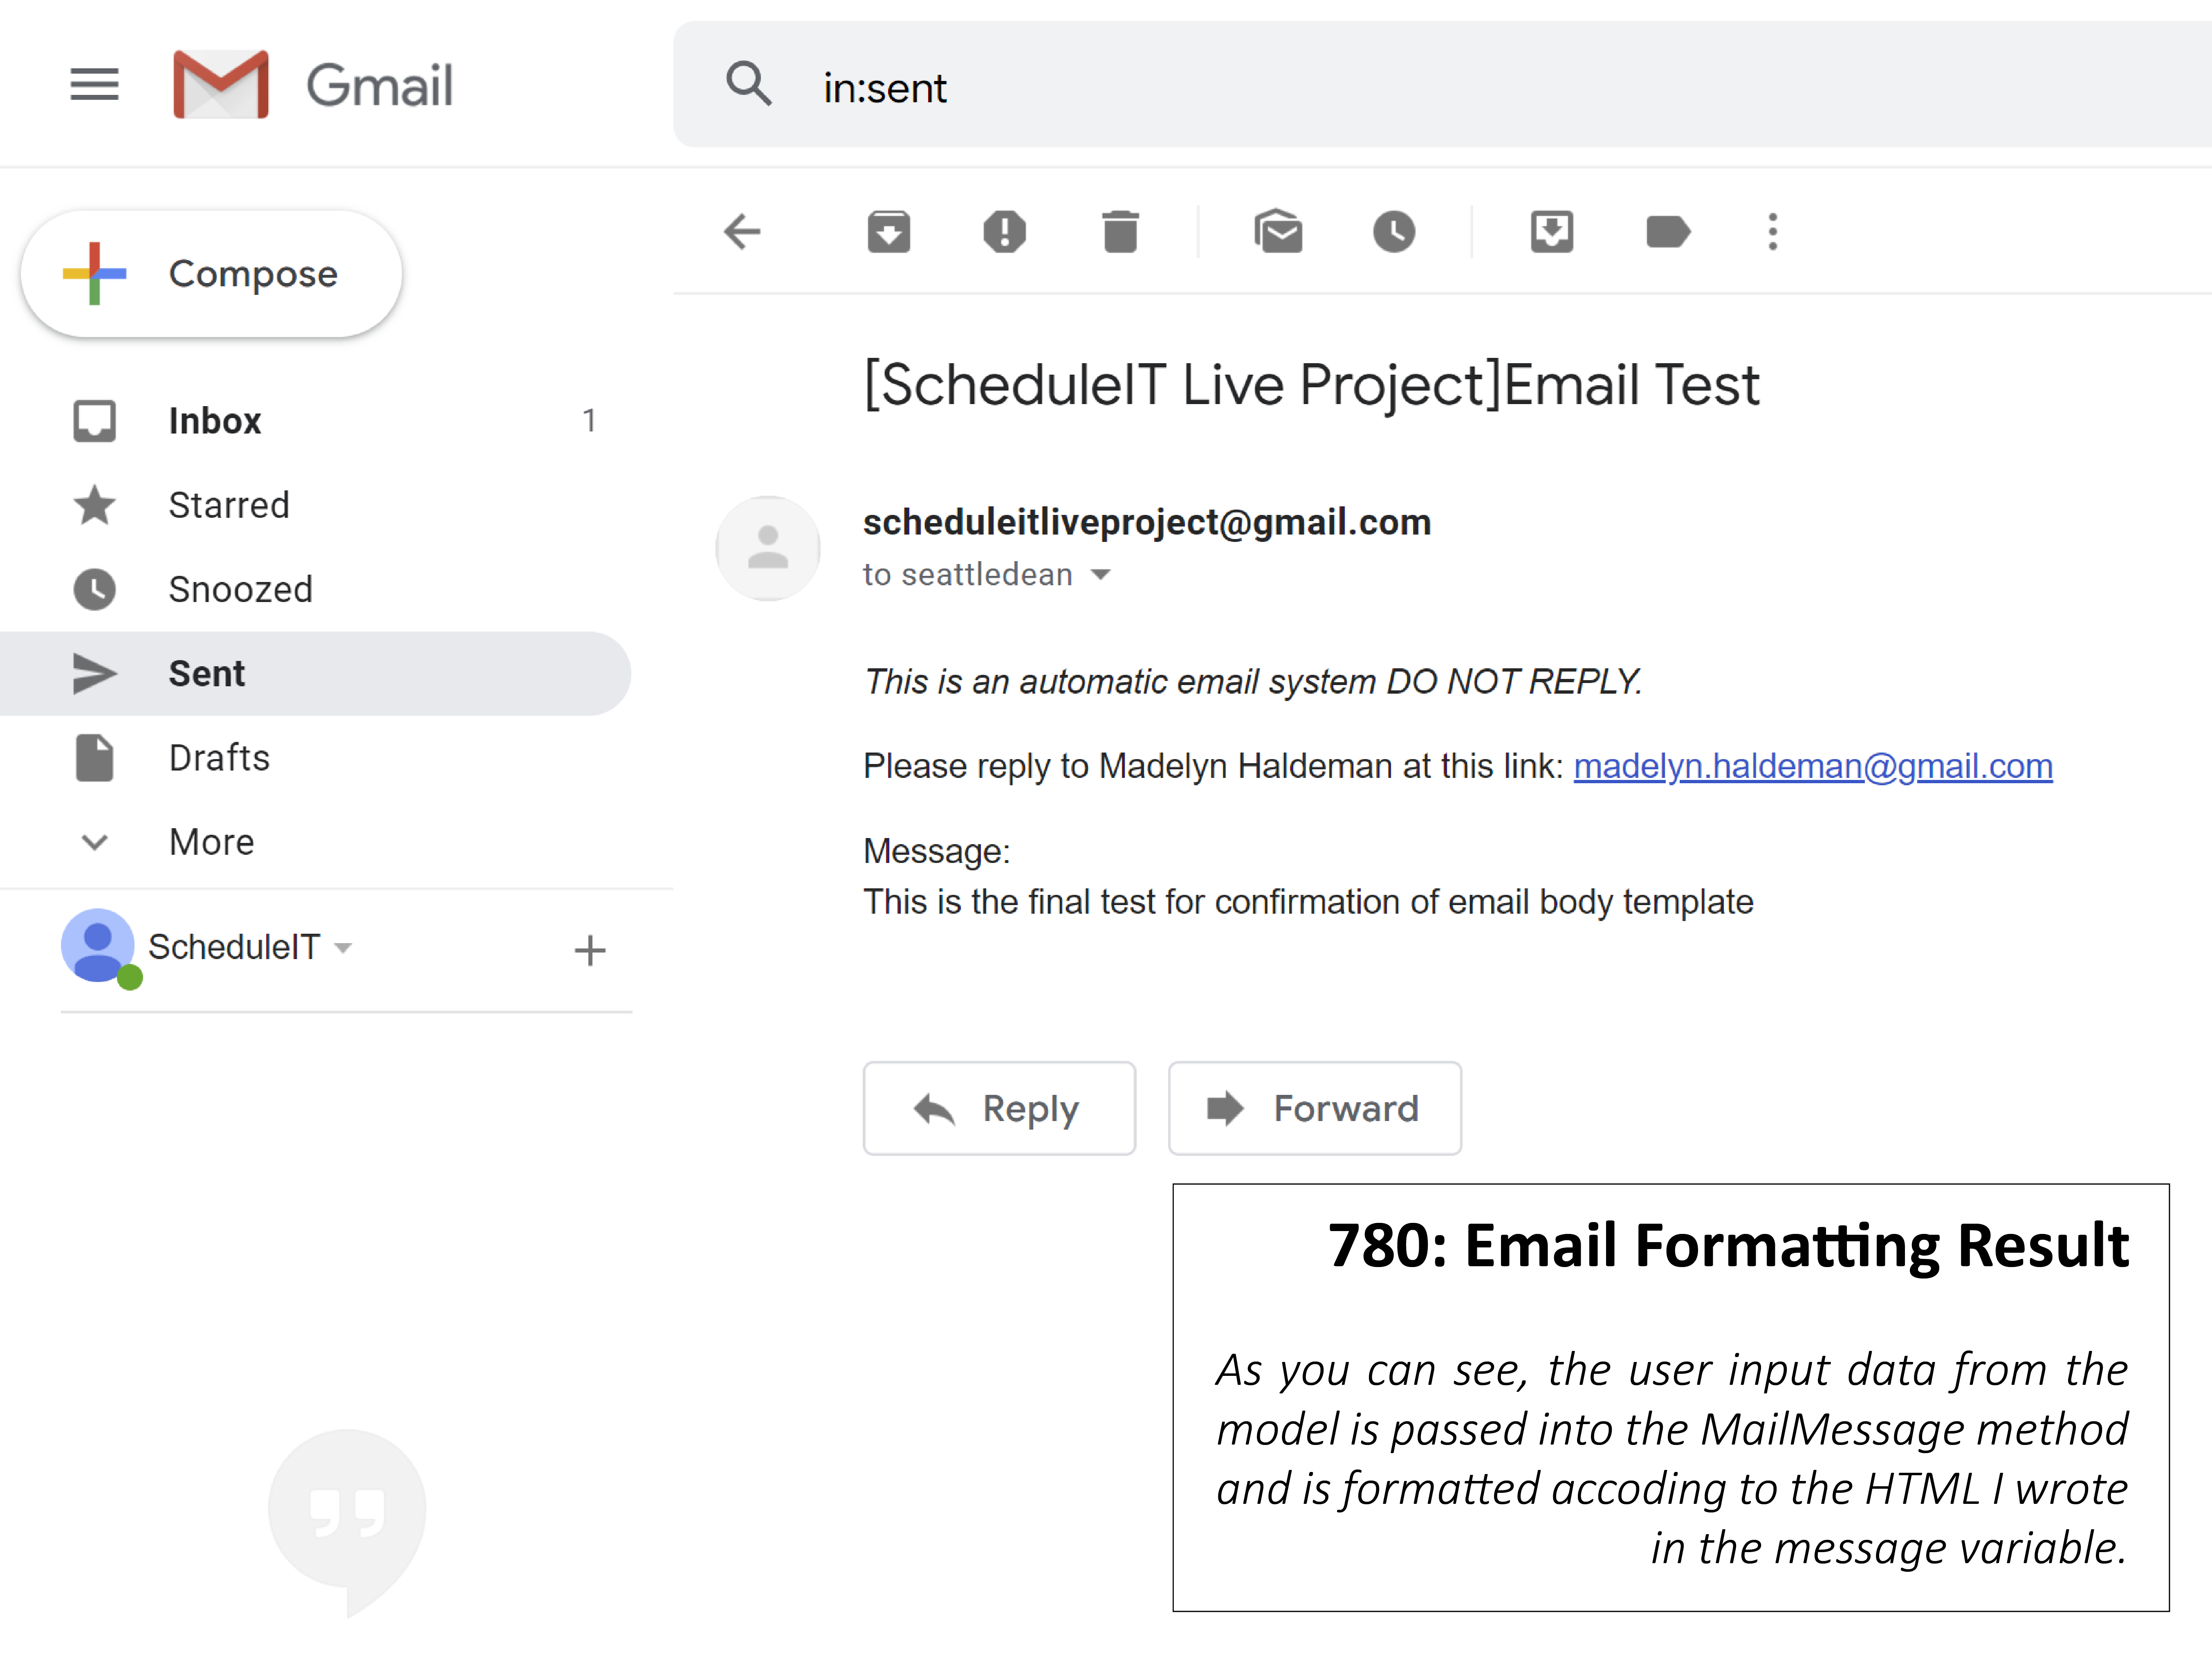 Gmail
in:sent
Compose
Inbox 1
Starred
Snoozed
Sent
Drafts
More
ScheduleIT
[ScheduleIT Live Project]Email Test
scheduleitliveproject@gmail.com
to seattledean
This is an automatic email system DO NOT REPLY.
Please reply to Madelyn Haldeman at this link: madelyn.haldeman@gmail.com
Message:
This is the final test for confirmation of email body template
Reply
Forward
780: Email Formatting Result
As you can see, the user input data from the
model is passed into the MailMessage method
and is formatted accoding to the HTML I wrote
in the message variable.